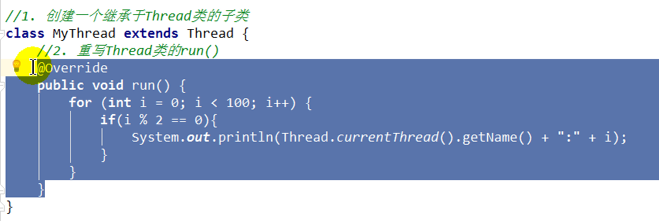 //1. 创建一个继承于Thread类的子类
class MyThread extends Thread {
    //2. 重写Thread类的run()
    @Override
    public void run() {
        for (int i = 0; i < 100; i++) {
            if(i % 2 == 0){
                System.out.println(Thread.currentThread().getName() + ":" + i);
            }
        }
    }
}